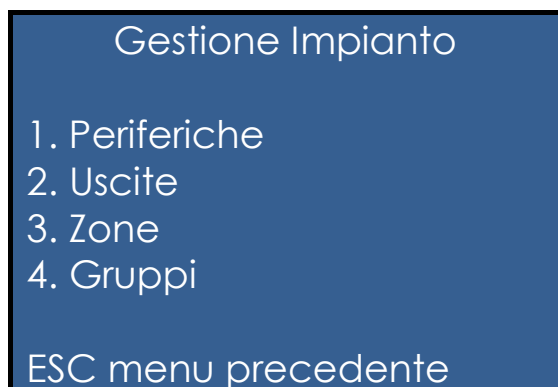 Gestione Impianto
1. Periferiche
2. Uscite
3. Zone
4. Gruppi
ESC menu precedente